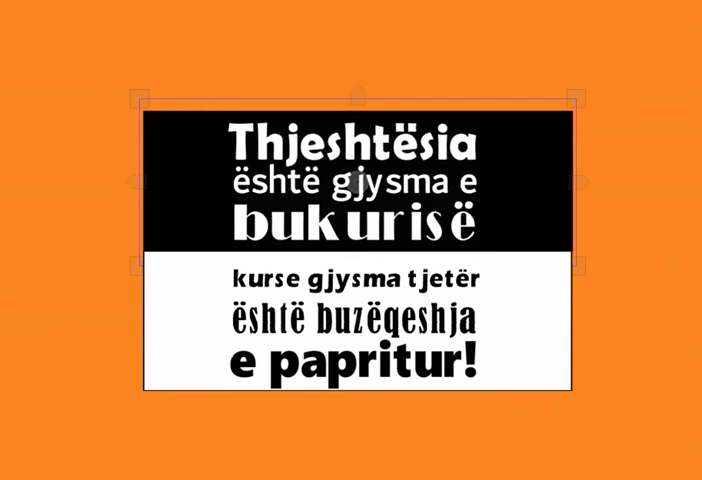 Thjeshtësia
është gjysma e
bukurisë
kurse gjysma tjetër
është buzëqeshja
e papritur!